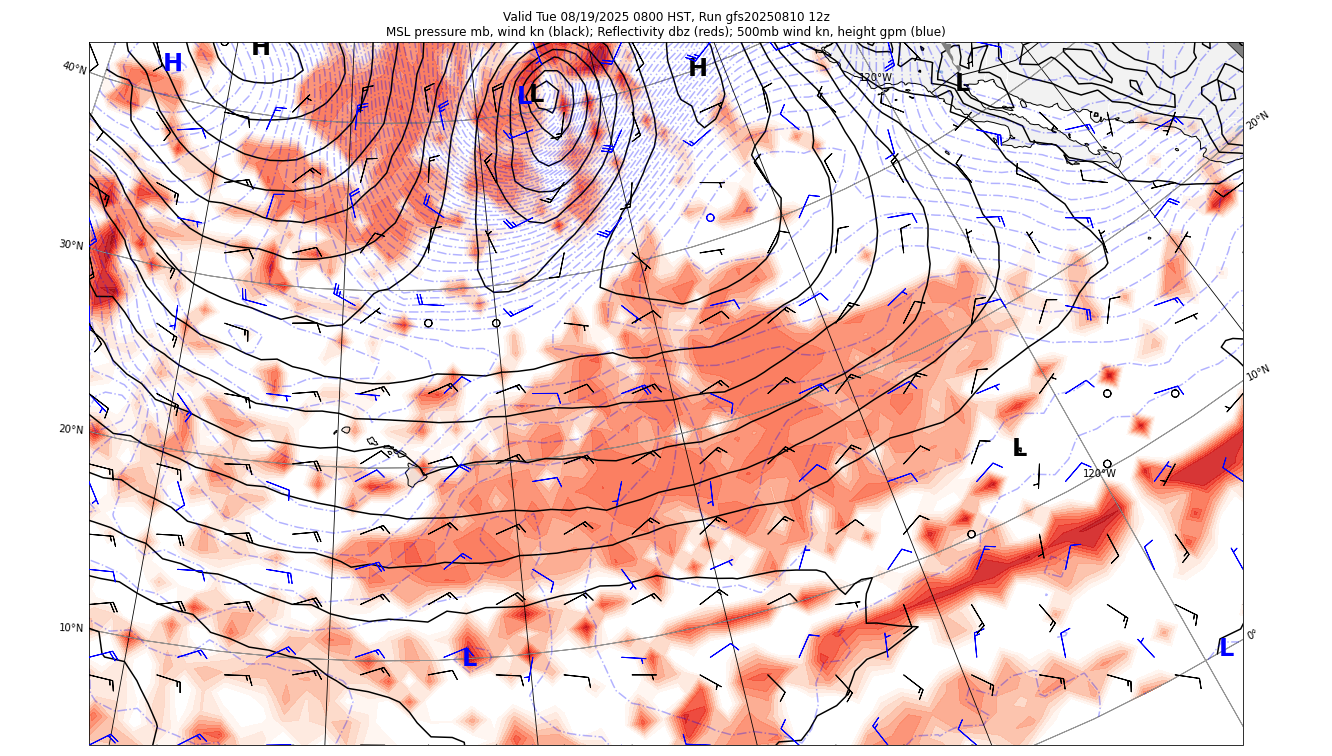 Valid Tue 08/19/2025 0800 HST, Run gfs20250810 12z
MSL pressure mb, wind kn (black); Reflectivity dbz (reds); 500mb wind kn, height gpm (blue)
H
H
H
L
L
L
120°W
40°N
20°N
30°N
10°N
20°N
L
120°W
10°N
0°
L
L